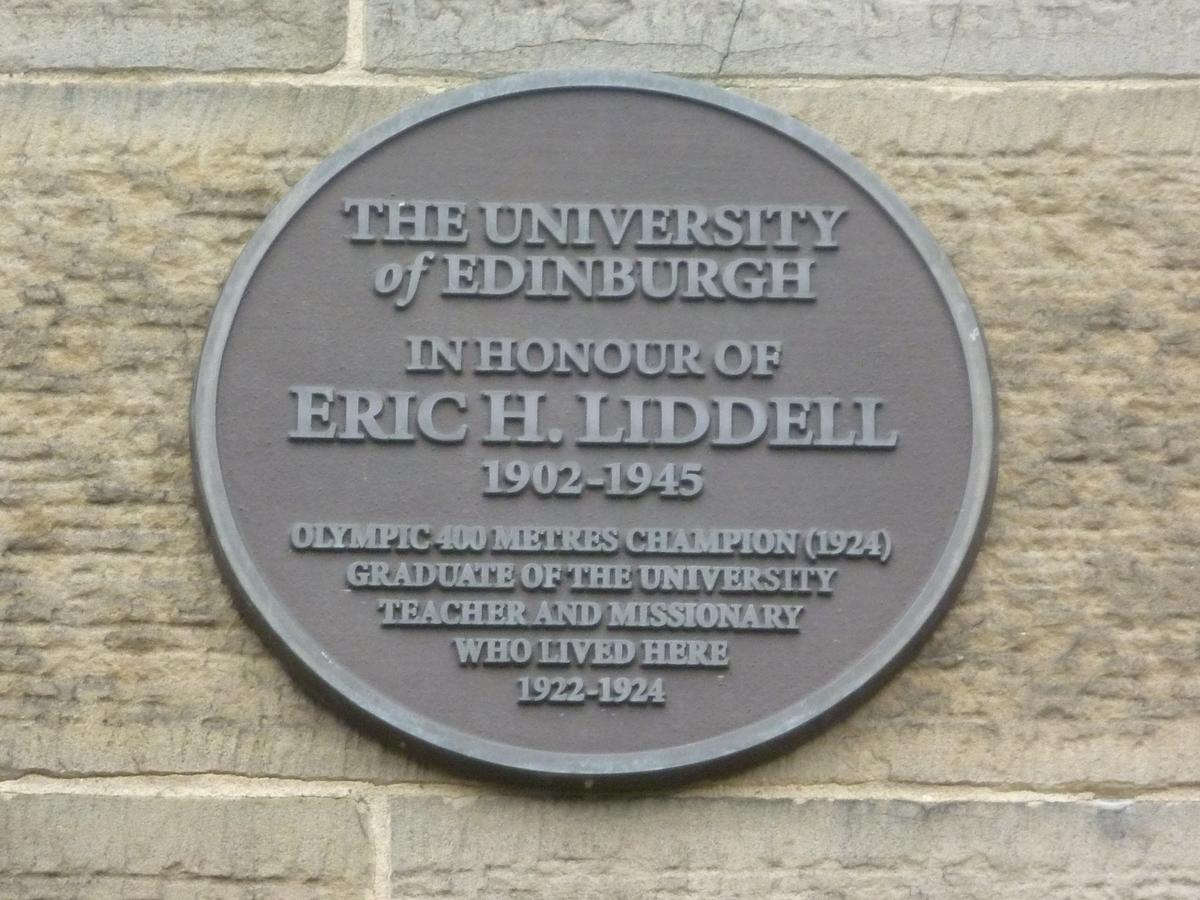 THE UNIVERSITY
of EDINBURGH
IN HONOUR OF
ERIC H. LIDDELL
1902-1945
OLYMPIC 400 METRES CHAMPION (1924)
GRADUATE OF THE UNIVERSITY
TEACHER AND MISSIONARY
WHO LIVED HERE
1922-1924